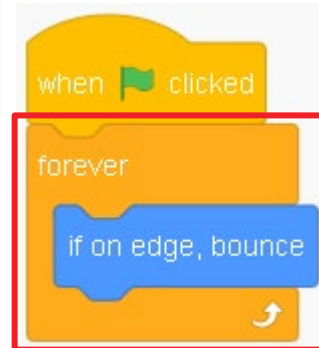 when clicked
forever
if on edge, bounce